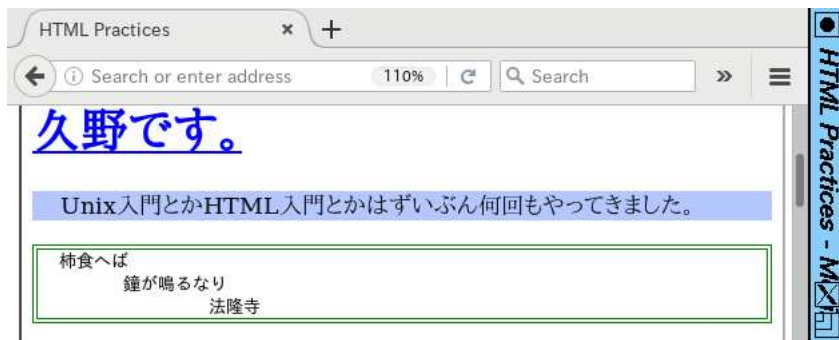 HTML Practices
Search or enter address 110% Search
久野です。
Unix入門とかHTML入門とかはずいぶん何回もやってきました。
柿食へば
鐘が鳴るなり
法隆寺
HTML Practices - M